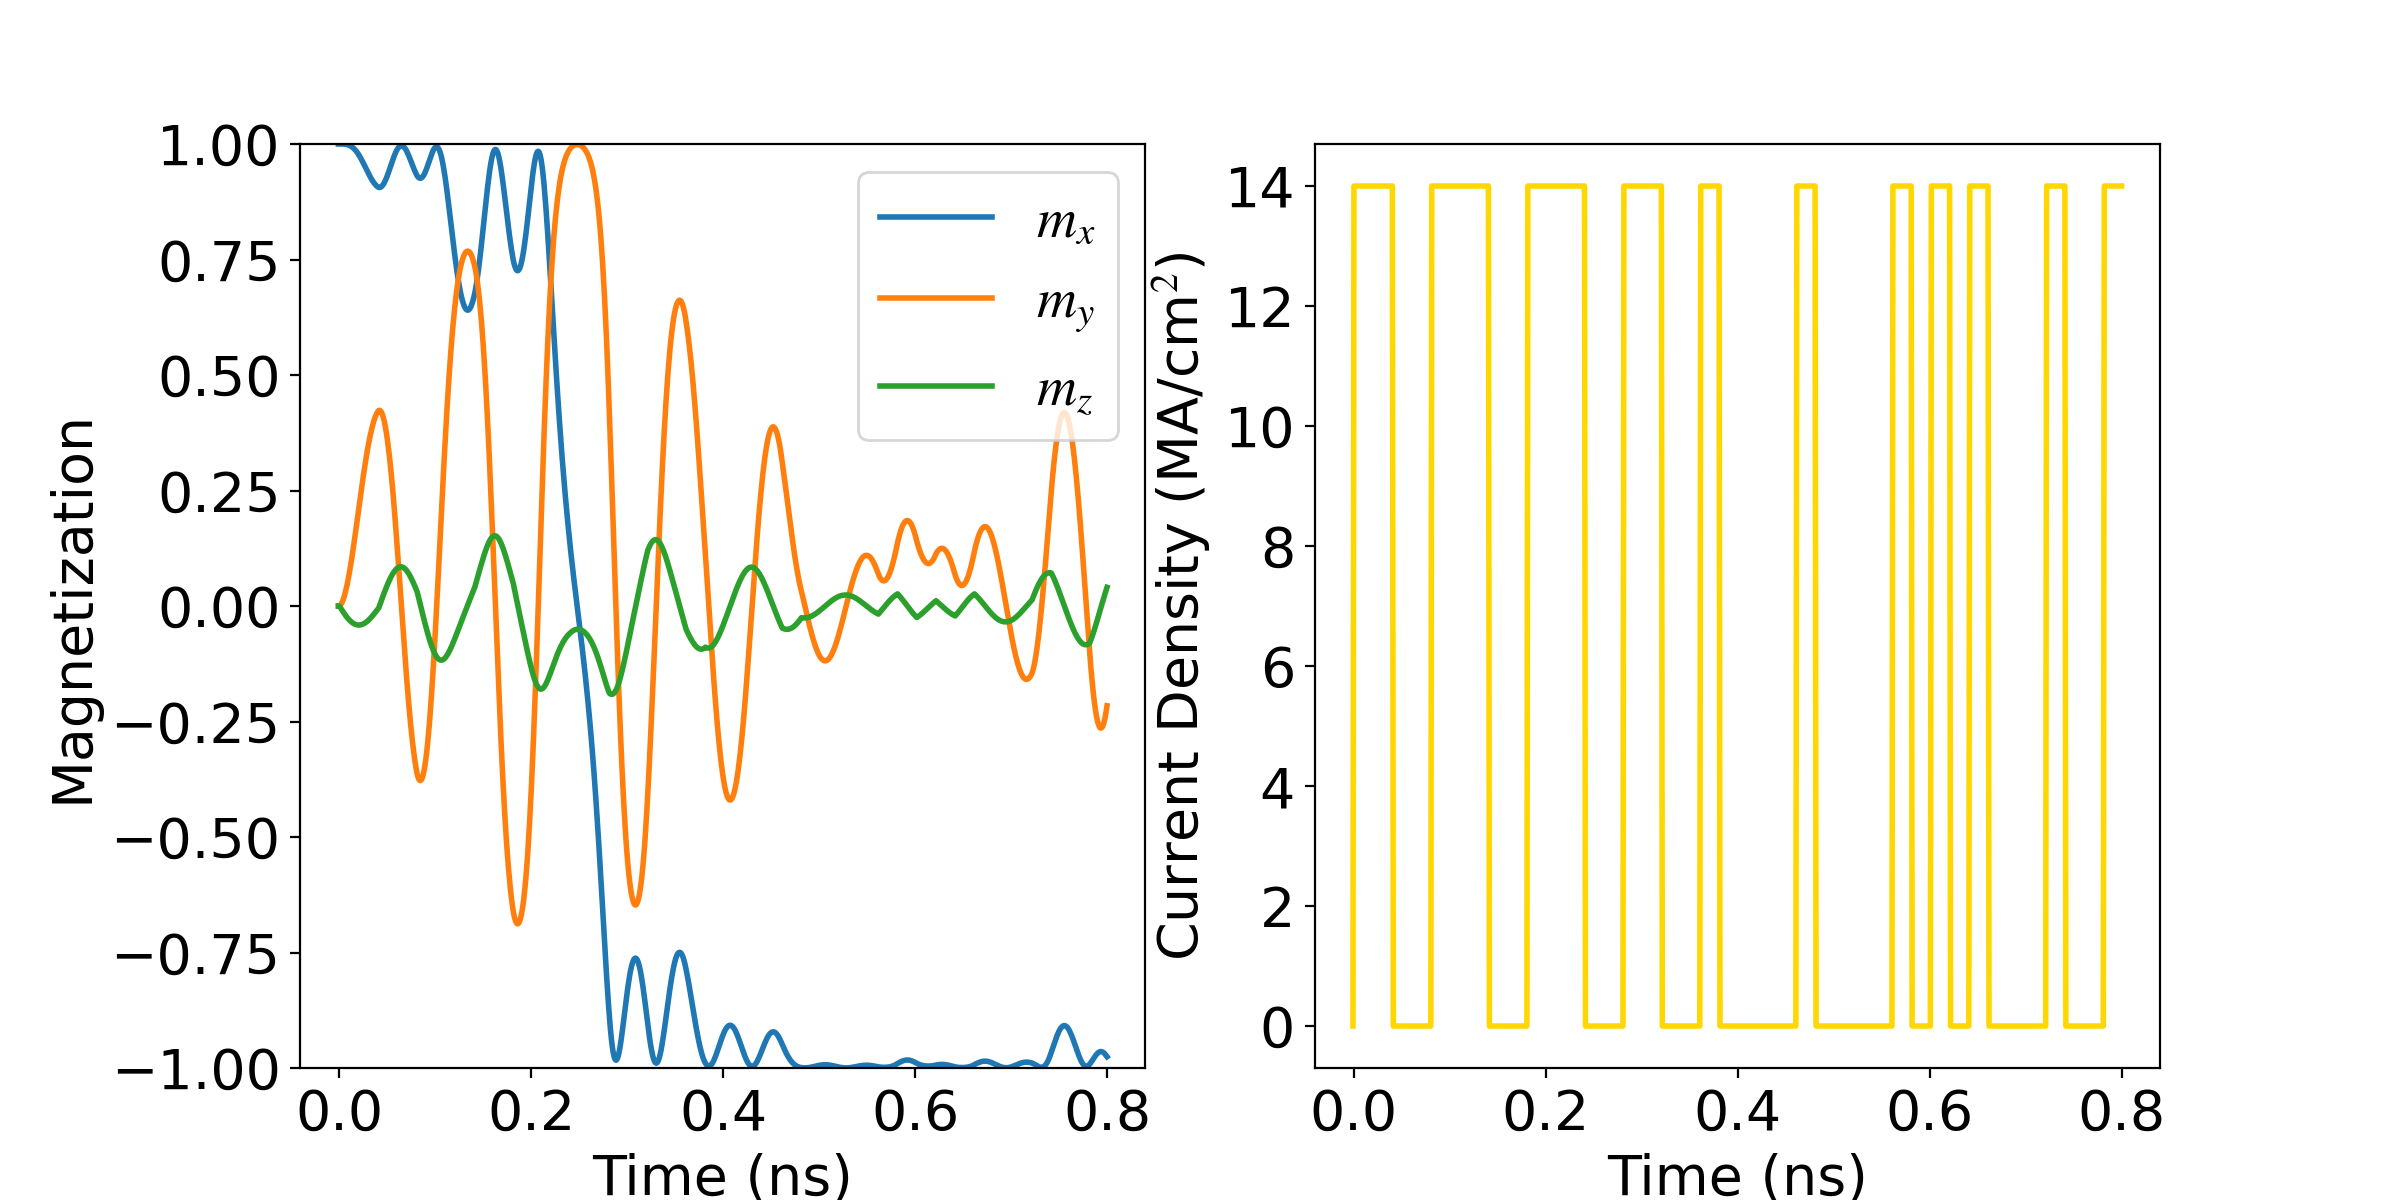 1.00
0.75
0.50
0.25
0.00
−0.25
−0.50
−0.75
−1.00
Magnetization
0.0 0.2 0.4 0.6 0.8
Time (ns)
m_x
m_y
m_z
14
12
10
8
6
4
2
0
Current Density (MA/cm²)
0.0 0.2 0.4 0.6 0.8
Time (ns)